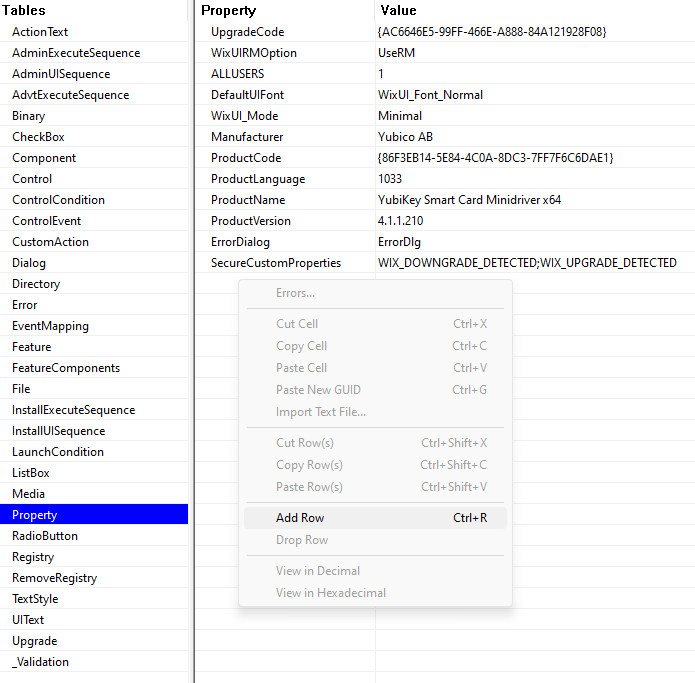 Tables
ActionText
AdminExecuteSequence
AdminUISequence
AdvtExecuteSequence
Binary
CheckBox
Component
Control
ControlCondition
ControlEvent
CustomAction
Dialog
Directory
Error
EventMapping
Feature
FeatureComponents
File
InstallExecuteSequence
InstallUISequence
LaunchCondition
ListBox
Media
Property
RadioButton
Registry
RemoveRegistry
TextStyle
UIText
Upgrade
_Validation
Property Value
UpgradeCode {AC6646E5-99FF-466E-A888-84A121928F08}
WixUIRMOption UseRM
ALLUSERS 1
DefaultUIFont WixUI_Font_Normal
WixUI_Mode Minimal
Manufacturer Yubico AB
ProductCode {86F3EB14-5E84-4C0A-8DC3-7FF7F6C6DAE1}
ProductLanguage 1033
ProductName YubiKey Smart Card Minidriver x64
ProductVersion 4.1.1.210
ErrorDialog ErrorDlg
SecureCustomProperties WIX_DOWNGRADE_DETECTED;WIX_UPGRADE_DETECTED
Errors...
Cut Cell Ctrl+X
Copy Cell Ctrl+C
Paste Cell Ctrl+V
Paste New GUID Ctrl+G
Import Text File...
Cut Row(s) Ctrl+Shift+X
Copy Row(s) Ctrl+Shift+C
Paste Row(s) Ctrl+Shift+V
Add Row Ctrl+R
Drop Row
View in Decimal
View in Hexadecimal